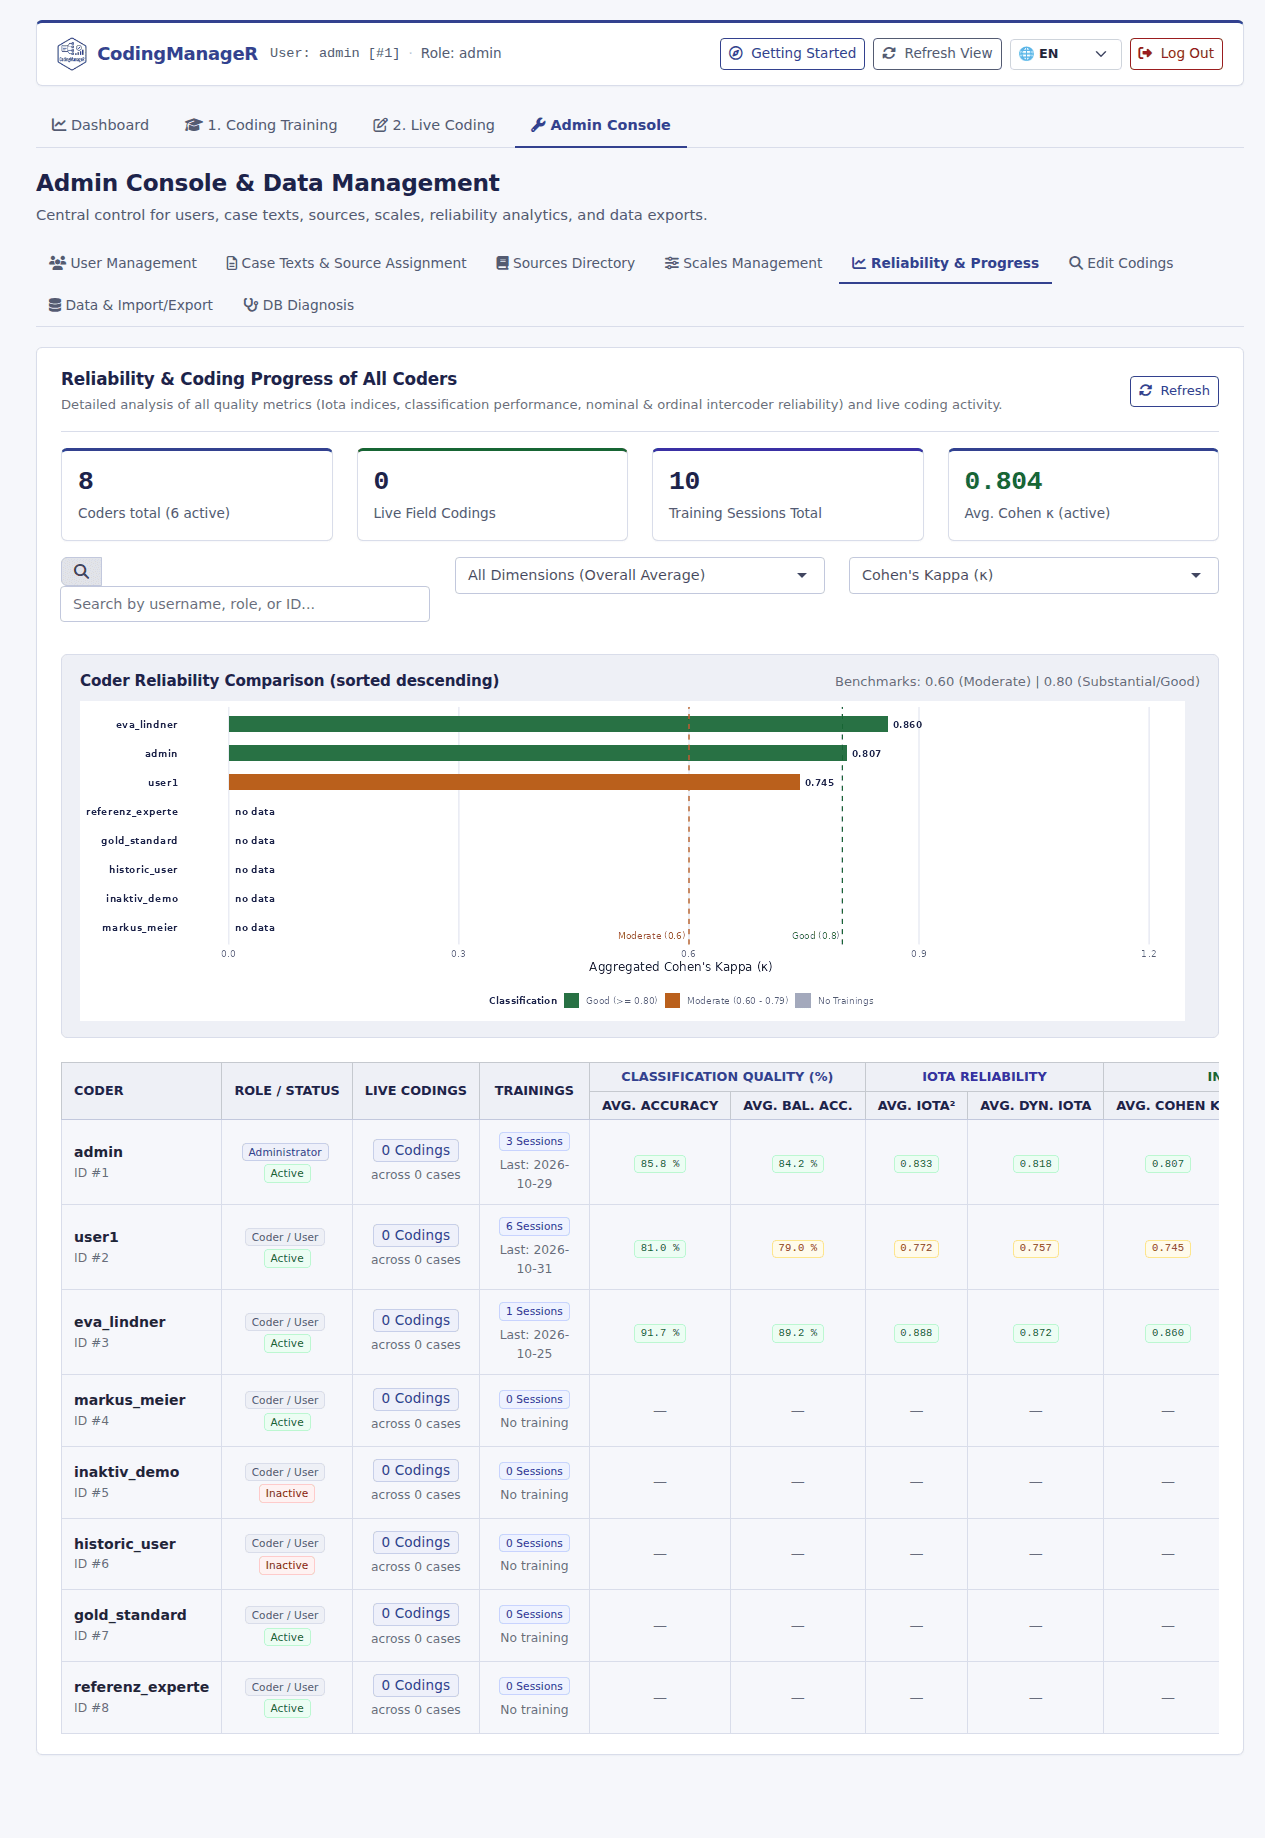 CodingManageR User: admin [#1] · Role: admin Getting Started Refresh View 🌐 EN Log Out
Dashboard 1. Coding Training 2. Live Coding Admin Console
Admin Console & Data Management
Central control for users, case texts, sources, scales, reliability analytics, and data exports.
User Management Case Texts & Source Assignment Sources Directory Scales Management Reliability & Progress Edit Codings
Data & Import/Export DB Diagnosis
Reliability & Coding Progress of All Coders
Refresh
Detailed analysis of all quality metrics (Iota indices, classification performance, nominal & ordinal intercoder reliability) and live coding activity.
8 0 10 0.804
Coders total (6 active) Live Field Codings Training Sessions Total Avg. Cohen κ (active)
All Dimensions (Overall Average) Cohen's Kappa (κ)
Search by username, role, or ID...
Coder Reliability Comparison (sorted descending) Benchmarks: 0.60 (Moderate) | 0.80 (Substantial/Good)
eva_lindner 0.860
admin 0.807
user1 0.745
referenz_experte no data
gold_standard no data
historic_user no data
inaktiv_demo no data
markus_meier no data
Moderate (0.6) Good (0.8)
0.0 0.3 0.6 0.9 1.2
Aggregated Cohen's Kappa (κ)
Classification Good (>= 0.80) Moderate (0.60 - 0.79) No Trainings
CODER ROLE / STATUS LIVE CODINGS TRAININGS CLASSIFICATION QUALITY (%) IOTA RELIABILITY IN
AVG. ACCURACY AVG. BAL. ACC. AVG. IOTA² AVG. DYN. IOTA AVG. COHEN K
admin Administrator 0 Codings 3 Sessions
ID #1 Active across 0 cases Last: 2026-
10-29
85.8 % 84.2 % 0.833 0.818 0.807
user1 Coder / User 0 Codings 6 Sessions
ID #2 Active across 0 cases Last: 2026-
10-31
81.0 % 79.0 % 0.772 0.757 0.745
eva_lindner Coder / User 0 Codings 1 Sessions
ID #3 Active across 0 cases Last: 2026-
10-25
91.7 % 89.2 % 0.888 0.872 0.860
markus_meier Coder / User 0 Codings 0 Sessions
ID #4 Active across 0 cases No training
— — — — —
inaktiv_demo Coder / User 0 Codings 0 Sessions
ID #5 Inactive across 0 cases No training
— — — — —
historic_user Coder / User 0 Codings 0 Sessions
ID #6 Inactive across 0 cases No training
— — — — —
gold_standard Coder / User 0 Codings 0 Sessions
ID #7 Active across 0 cases No training
— — — — —
referenz_experte Coder / User 0 Codings 0 Sessions
ID #8 Active across 0 cases No training
— — — — —